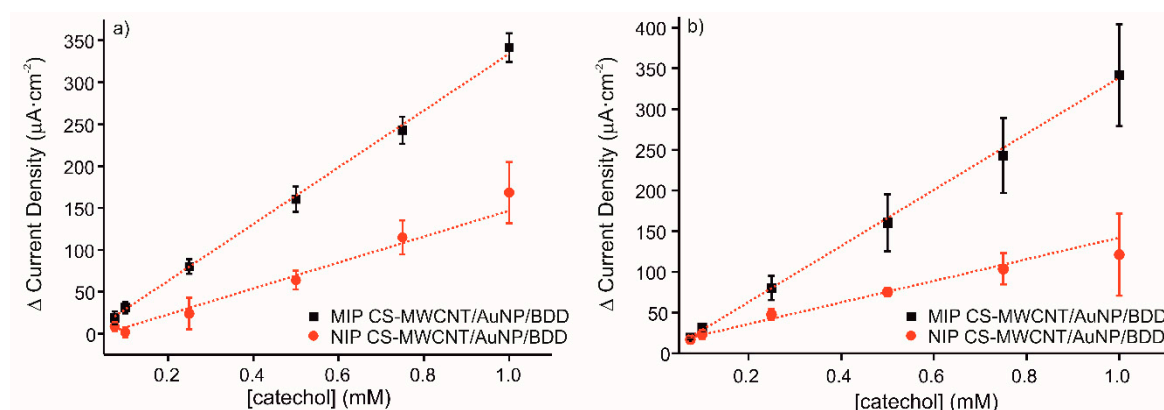 a)
Δ Current Density (μA·cm-2)
350
300
250
200
150
100
50
0
MIP CS-MWCNT/AuNP/BDD
NIP CS-MWCNT/AuNP/BDD
0.2
0.4
0.6
0.8
1.0
[catechol] (mM)
b)
Δ Current Density (μA·cm-2)
400
350
300
250
200
150
100
50
0
MIP CS-MWCNT/AuNP/BDD
NIP CS-MWCNT/AuNP/BDD
0.2
0.4
0.6
0.8
1.0
[catechol] (mM)